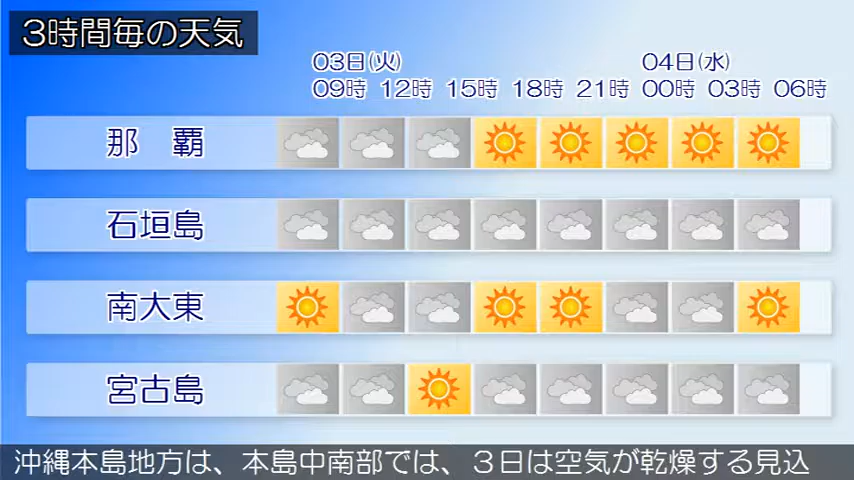 3時間毎の天気
03日(火) 04日(水)
09時 12時 15時 18時 21時 00時 03時 06時
那　覇
石垣島
南大東
宮古島
沖縄本島地方は、本島中南部では、３日は空気が乾燥する見込